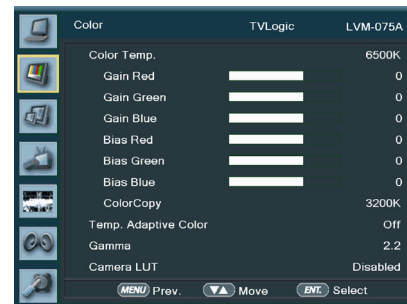 Color TVLogic LVM-075A
Color Temp. 6500K
Gain Red 0
Gain Green 0
Gain Blue 0
Bias Red 0
Bias Green 0
Bias Blue 0
ColorCopy 3200K
Temp. Adaptive Color Off
Gamma 2.2
Camera LUT Disabled
MENU Prev. ▼▲ Move ENT. Select